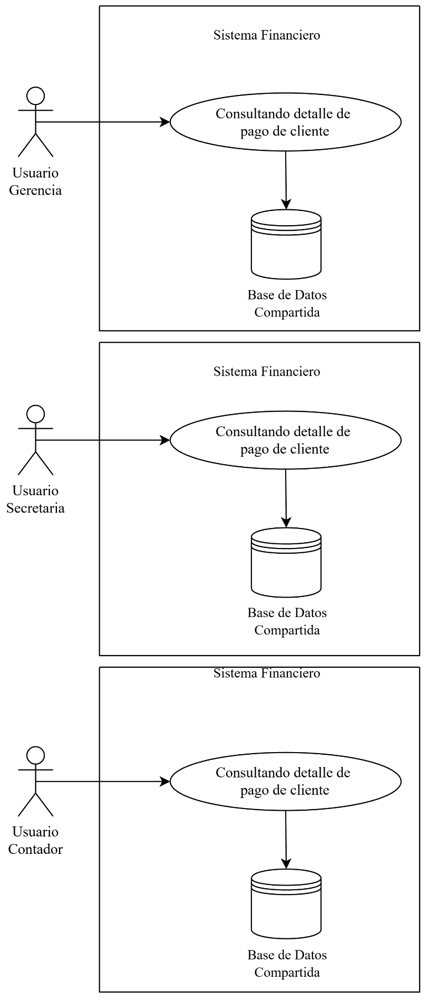 Sistema Financiero
Consultando detalle de
pago de cliente
Usuario
Gerencia
Base de Datos
Compartida
Sistema Financiero
Consultando detalle de
pago de cliente
Usuario
Secretaria
Base de Datos
Compartida
Sistema Financiero
Consultando detalle de
pago de cliente
Usuario
Contador
Base de Datos
Compartida